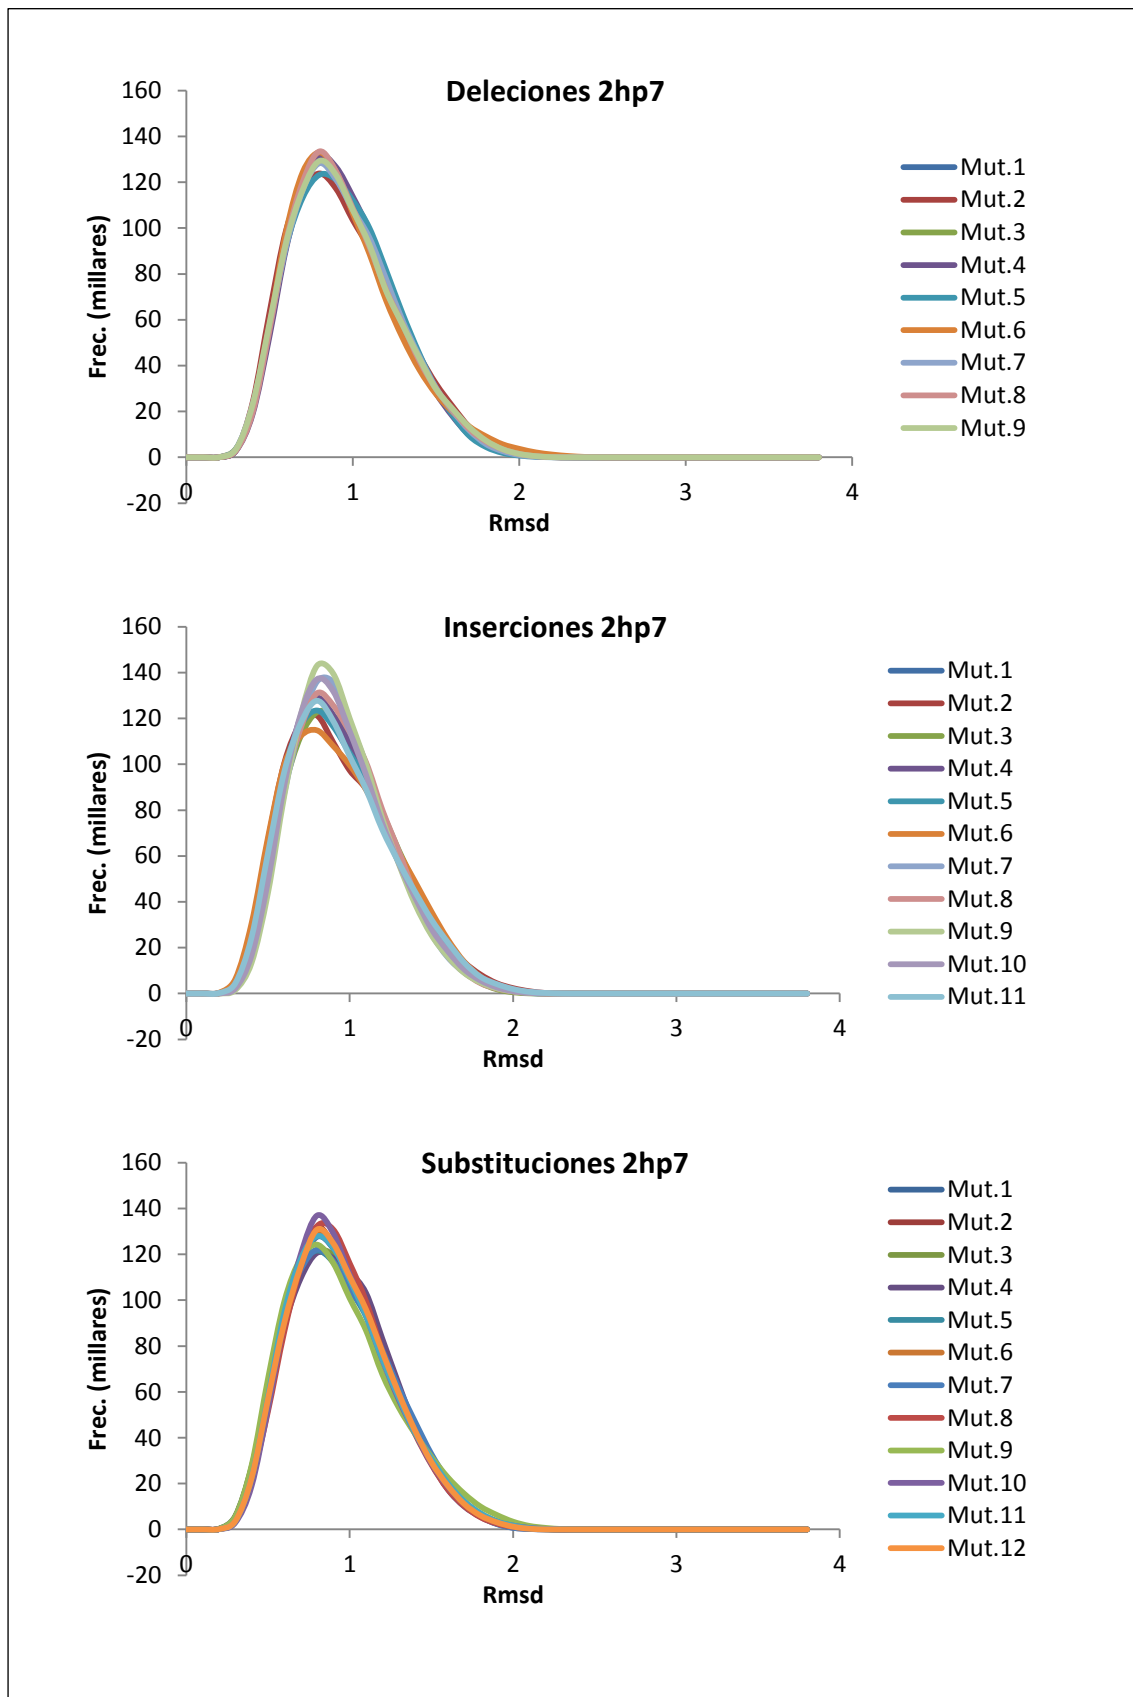 Deleciones 2hp7
160
140
120
100
80
60
40
20
0
-20
Frec. (millares)
0 1 2 3 4
Rmsd
Mut.1
Mut.2
Mut.3
Mut.4
Mut.5
Mut.6
Mut.7
Mut.8
Mut.9
Inserciones 2hp7
160
140
120
100
80
60
40
20
0
-20
Frec. (millares)
0 1 2 3 4
Rmsd
Mut.1
Mut.2
Mut.3
Mut.4
Mut.5
Mut.6
Mut.7
Mut.8
Mut.9
Mut.10
Mut.11
Substituciones 2hp7
160
140
120
100
80
60
40
20
0
-20
Frec. (millares)
0 1 2 3 4
Rmsd
Mut.1
Mut.2
Mut.3
Mut.4
Mut.5
Mut.6
Mut.7
Mut.8
Mut.9
Mut.10
Mut.11
Mut.12